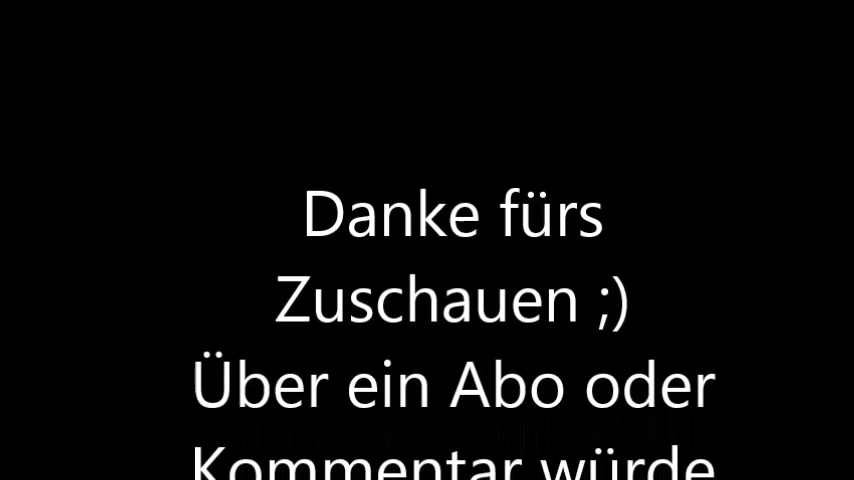 Danke fürs
Zuschauen ;)
Über ein Abo oder
Kommentar würde